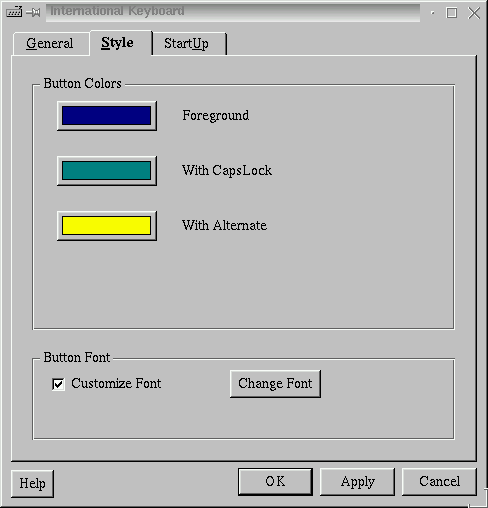 International Keyboard
General Style StartUp
Button Colors
Foreground
With CapsLock
With Alternate
Button Font
Customize Font Change Font
Help OK Apply Cancel